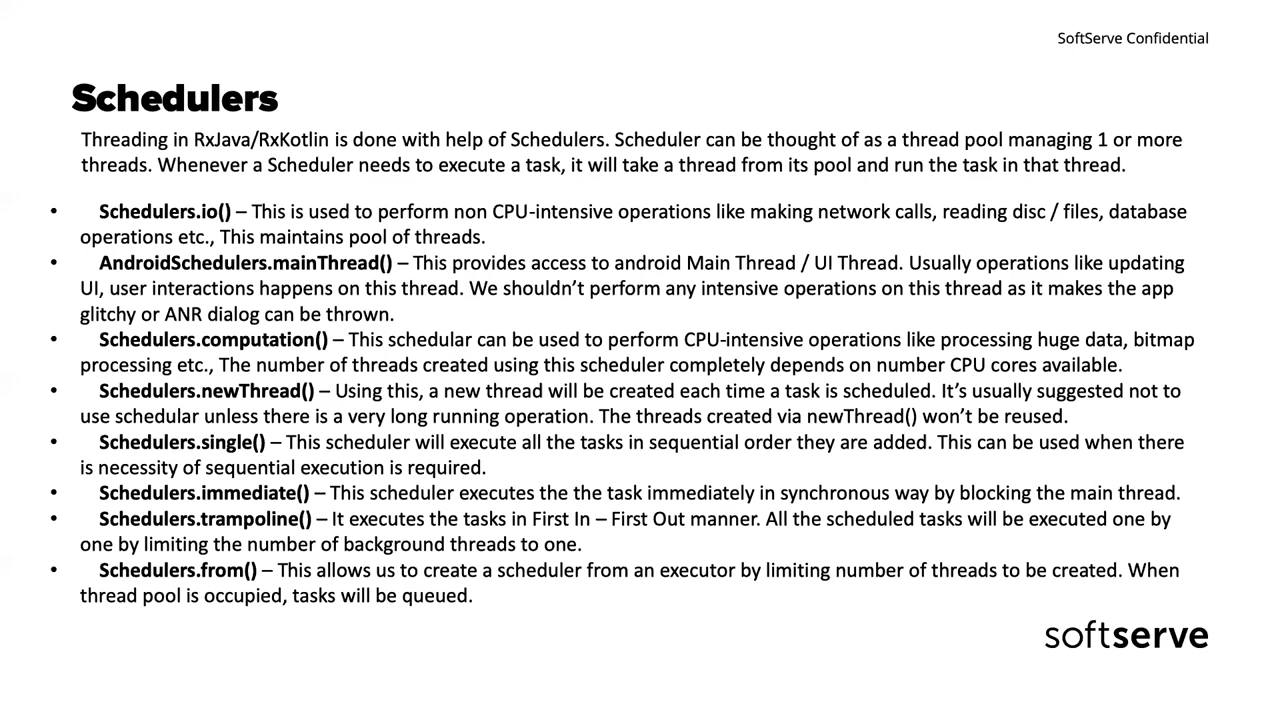 SoftServe Confidential
Schedulers
Threading in RxJava/RxKotlin is done with help of Schedulers. Scheduler can be thought of as a thread pool managing 1 or more
threads. Whenever a Scheduler needs to execute a task, it will take a thread from its pool and run the task in that thread.
• Schedulers.io() – This is used to perform non CPU-intensive operations like making network calls, reading disc / files, database
operations etc., This maintains pool of threads.
• AndroidSchedulers.mainThread() – This provides access to android Main Thread / UI Thread. Usually operations like updating
UI, user interactions happens on this thread. We shouldn’t perform any intensive operations on this thread as it makes the app
glitchy or ANR dialog can be thrown.
• Schedulers.computation() – This schedular can be used to perform CPU-intensive operations like processing huge data, bitmap
processing etc., The number of threads created using this scheduler completely depends on number CPU cores available.
• Schedulers.newThread() – Using this, a new thread will be created each time a task is scheduled. It’s usually suggested not to
use schedular unless there is a very long running operation. The threads created via newThread() won’t be reused.
• Schedulers.single() – This scheduler will execute all the tasks in sequential order they are added. This can be used when there
is necessity of sequential execution is required.
• Schedulers.immediate() – This scheduler executes the the task immediately in synchronous way by blocking the main thread.
• Schedulers.trampoline() – It executes the tasks in First In – First Out manner. All the scheduled tasks will be executed one by
one by limiting the number of background threads to one.
• Schedulers.from() – This allows us to create a scheduler from an executor by limiting number of threads to be created. When
thread pool is occupied, tasks will be queued.
softserve